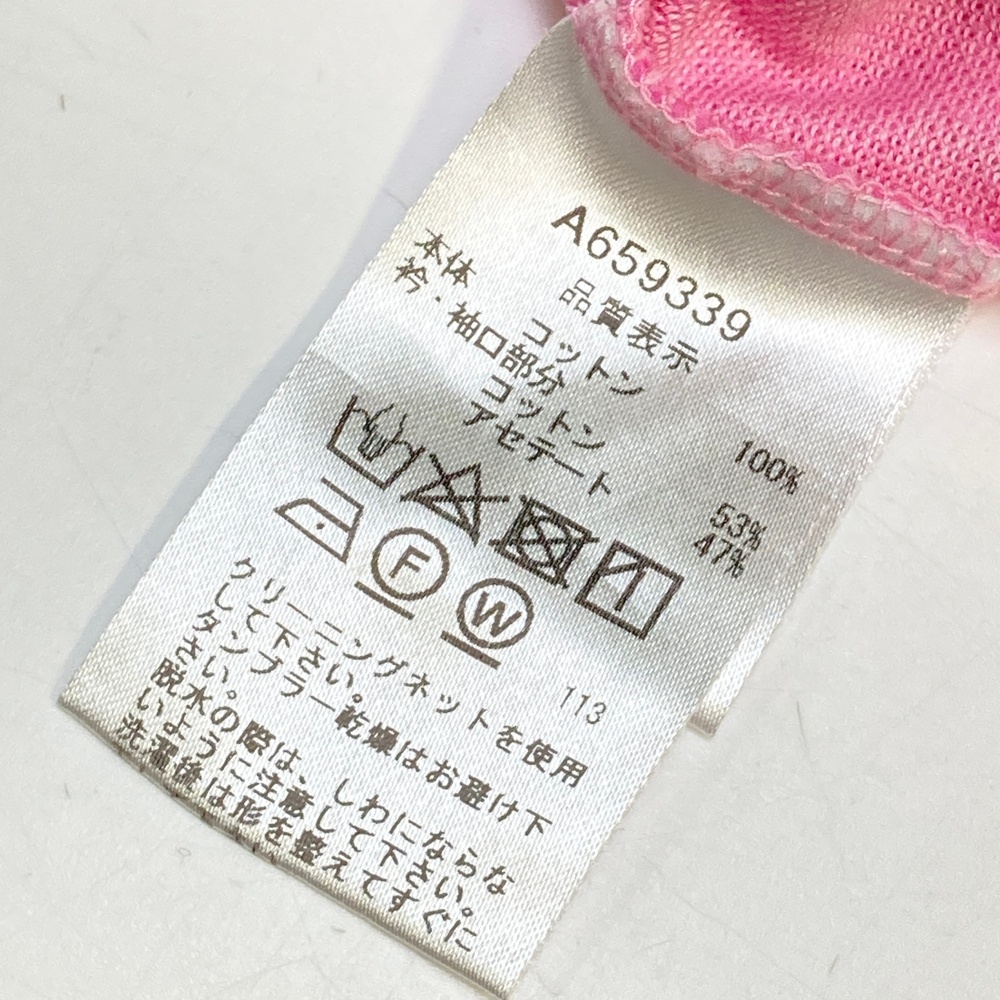 A659339
品質表示
本体
コットン 100%
衿・袖口部分
コットン 53%
アセテート 47%
F
W
113
クリーニングネットを使用
して下さい。
タンブラー乾燥はお避け下
さい。
脱水の際は、しわにならな
いように注意して下さい。
洗濯後は形を整えてすぐに